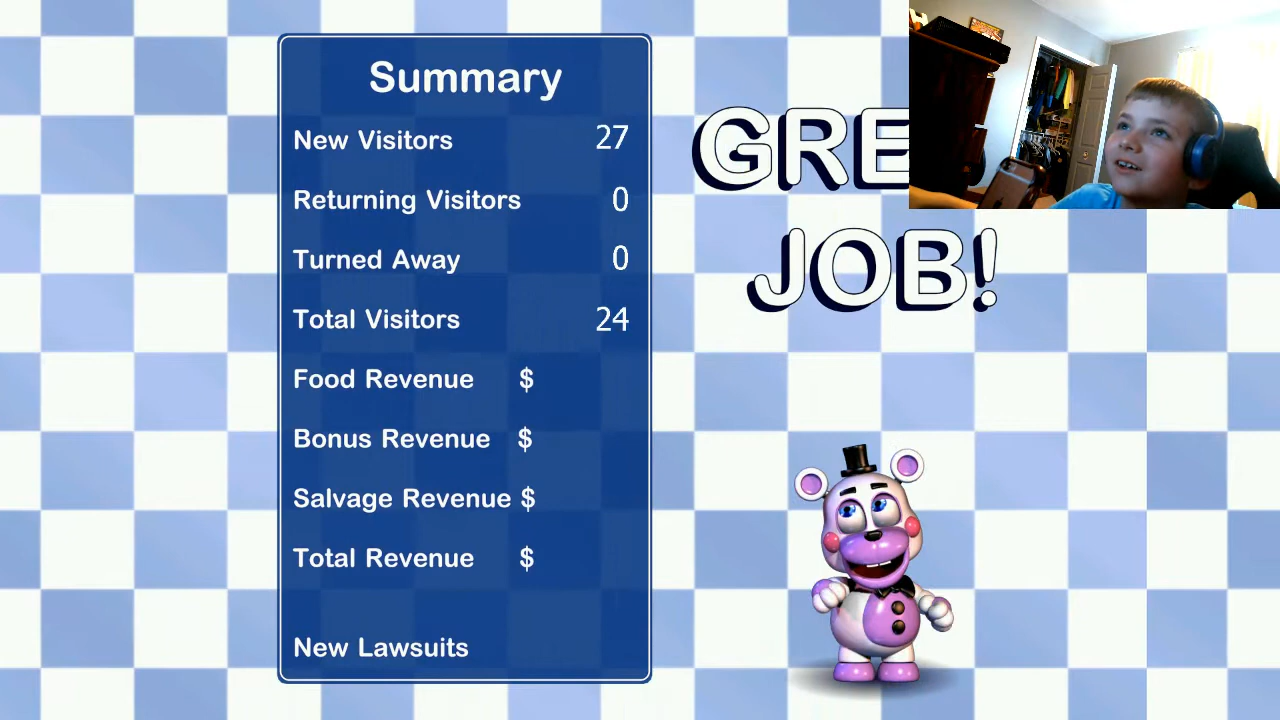 Summary
New Visitors 27
Returning Visitors 0
Turned Away 0
Total Visitors 24
Food Revenue $
Bonus Revenue $
Salvage Revenue $
Total Revenue $
New Lawsuits
GRE
JOB!